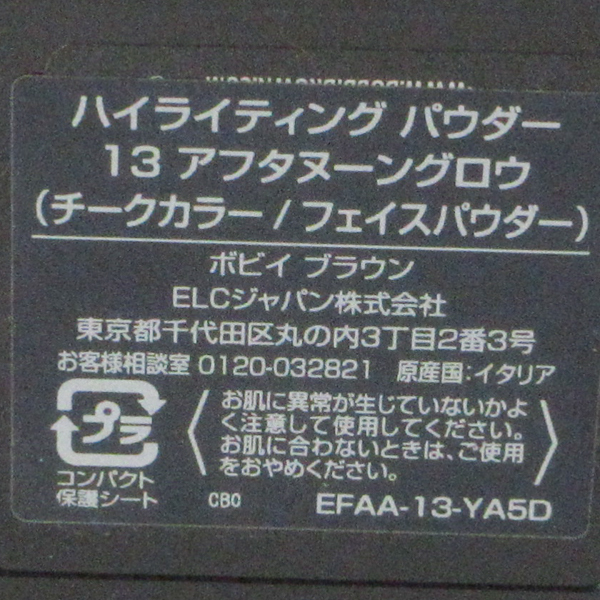 ハイライティング パウダー
13 アフタヌーングロウ
(チークカラー/フェイスパウダー)
ボビイ ブラウン
ELCジャパン株式会社
東京都千代田区丸の内3丁目2番3号
お客様相談室 0120-032821 原産国:イタリア
プラ
コンパクト
保護シート
お肌に異常が生じていないかよ
く注意して使用してください。
お肌に合わないときは、ご使用
をおやめください。
CBC
EFAA-13-YA5D